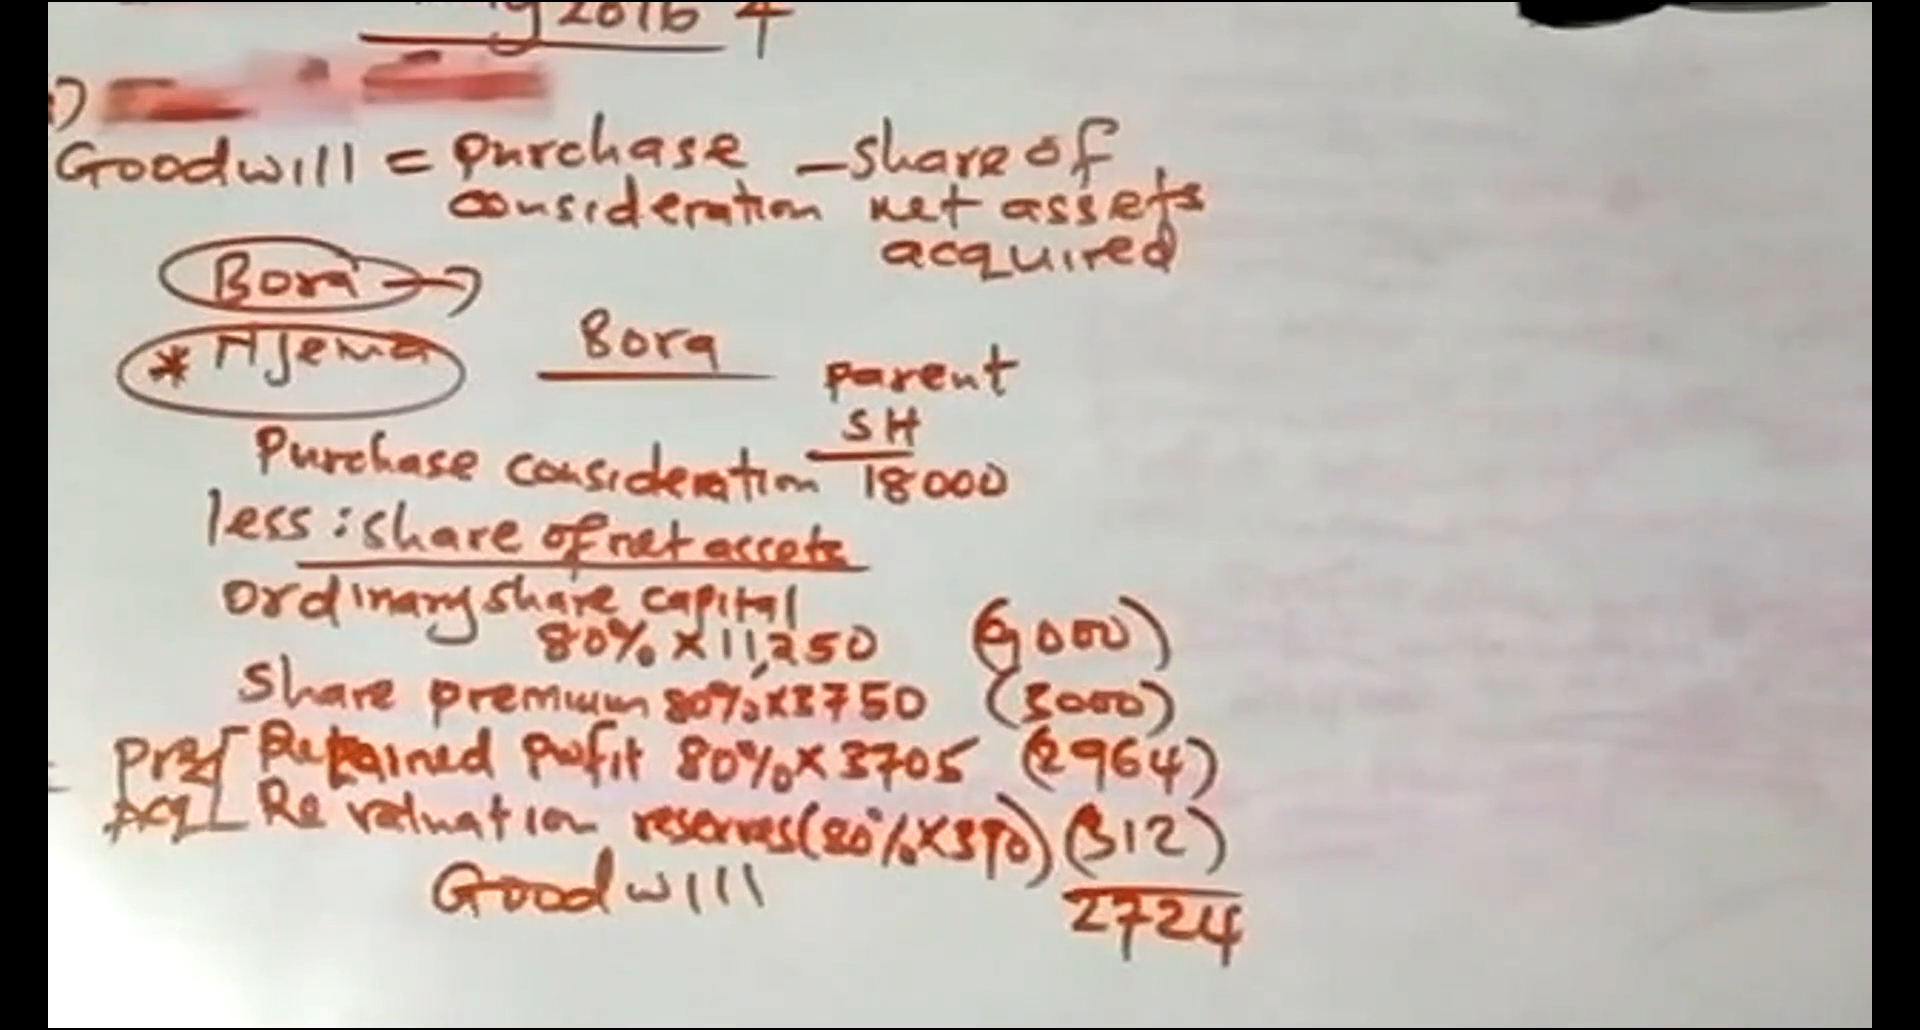 2016 4
Goodwill = purchase – share of
consideration net assets
acquired
Bora →
* Njema
Bora
parent
SH
Purchase consideration 18000
less: share of net assets
ordinary share capital
80% × 11,250 (9000)
Share premium 80% × 3750 (3000)
Pre [ Retained profit 80% × 3705 (2964)
Acq [ Revaluation reserves (80% × 390) (312)
Goodwill 2724